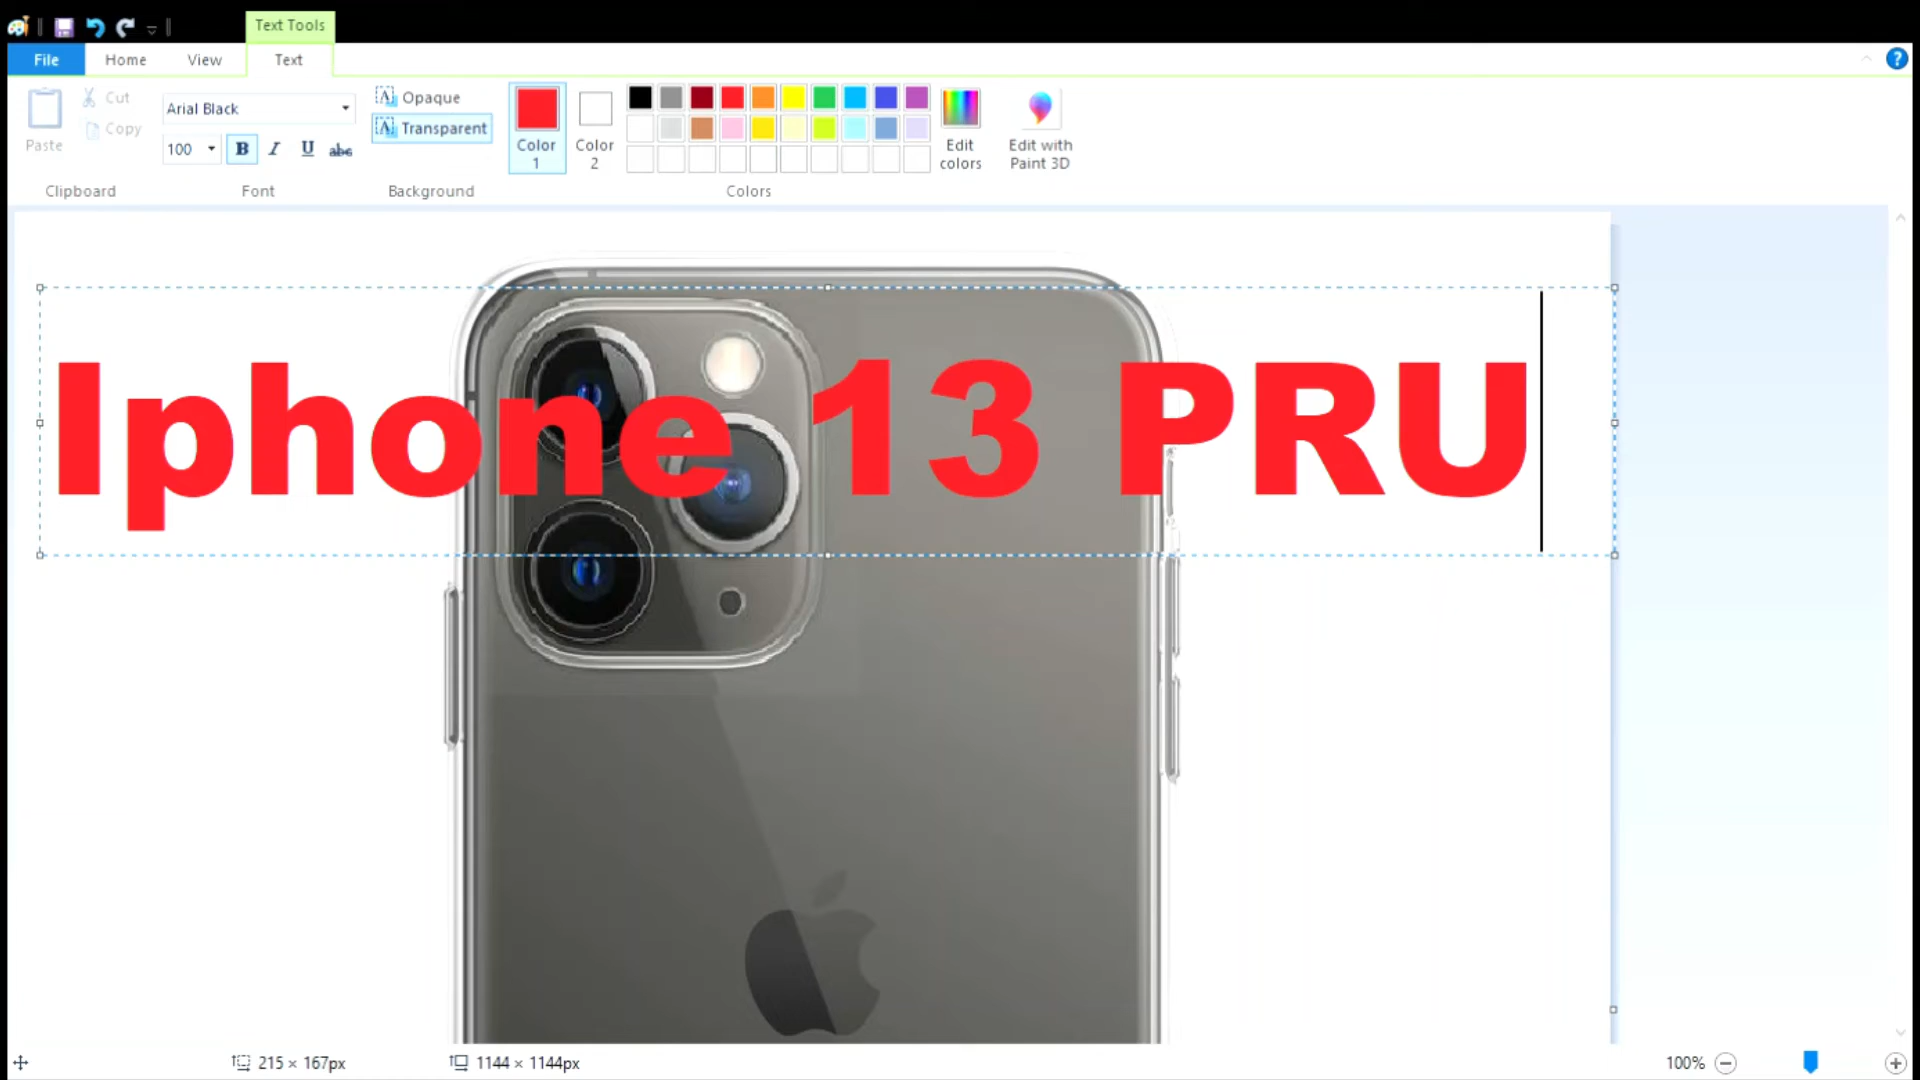 Text Tools
File Home View Text
Paste
Cut
Copy
Clipboard
Arial Black
100 B I U abc
Font
Opaque
Transparent
Background
Color 1
Color 2
Edit colors
Edit with Paint 3D
Colors
Iphone 13 PRU
215 × 167px 1144 × 1144px 100%